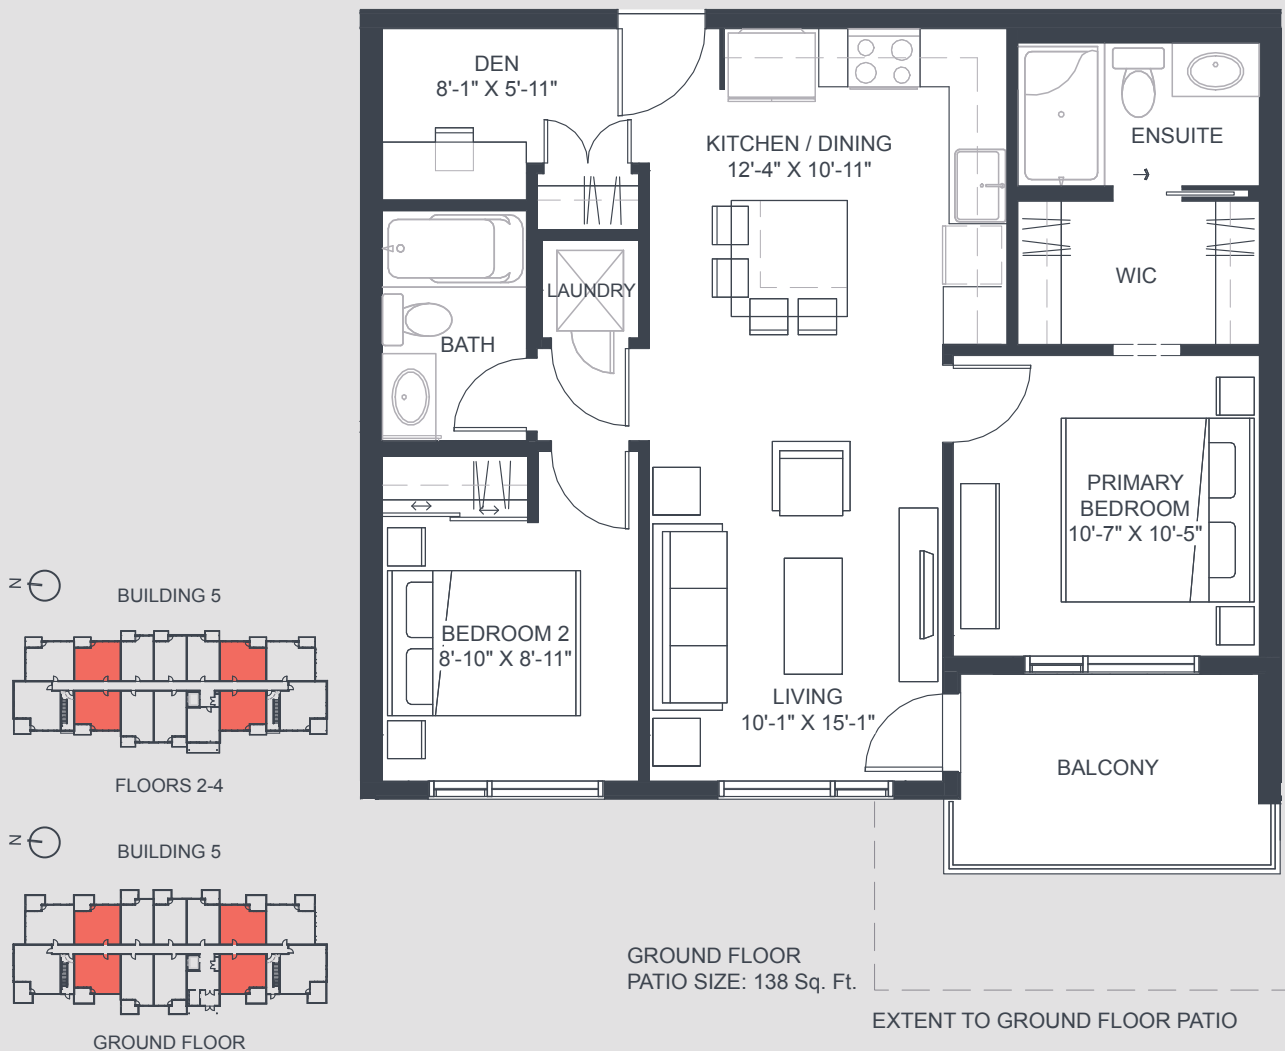 DEN
8'-1" X 5'-11"
KITCHEN / DINING
12'-4" X 10'-11"
ENSUITE
WIC
LAUNDRY
BATH
PRIMARY
BEDROOM
10'-7" X 10'-5"
BEDROOM 2
8'-10" X 8'-11"
LIVING
10'-1" X 15'-1"
BALCONY
N
BUILDING 5
FLOORS 2-4
N
BUILDING 5
GROUND FLOOR
GROUND FLOOR
PATIO SIZE: 138 Sq. Ft.
EXTENT TO GROUND FLOOR PATIO